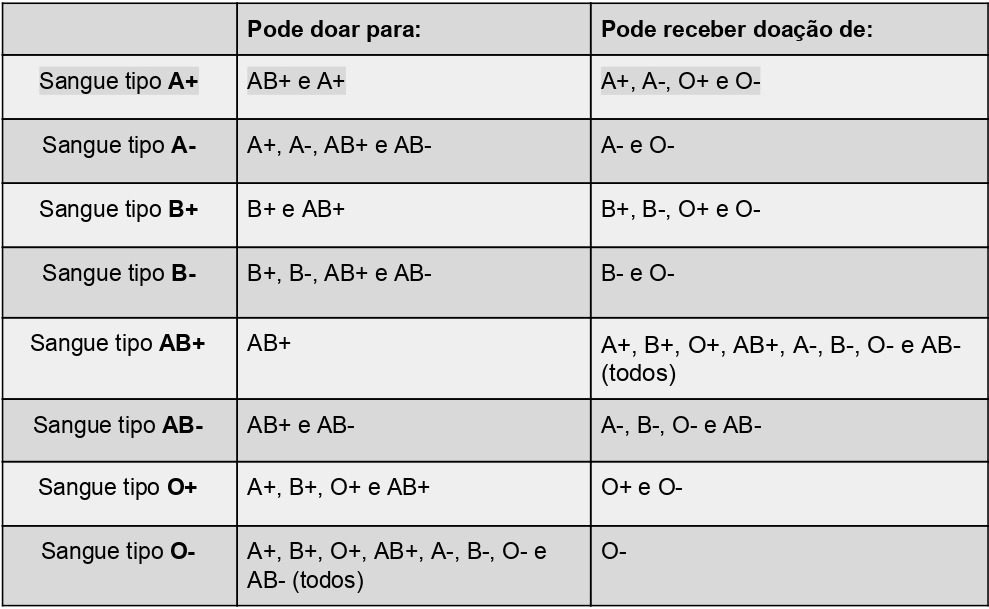 Pode doar para: Pode receber doação de:
Sangue tipo A+ AB+ e A+ A+, A-, O+ e O-
Sangue tipo A- A+, A-, AB+ e AB- A- e O-
Sangue tipo B+ B+ e AB+ B+, B-, O+ e O-
Sangue tipo B- B+, B-, AB+ e AB- B- e O-
Sangue tipo AB+ AB+ A+, B+, O+, AB+, A-, B-, O- e AB-
(todos)
Sangue tipo AB- AB+ e AB- A-, B-, O- e AB-
Sangue tipo O+ A+, B+, O+ e AB+ O+ e O-
Sangue tipo O- A+, B+, O+, AB+, A-, B-, O- e O-
AB- (todos)